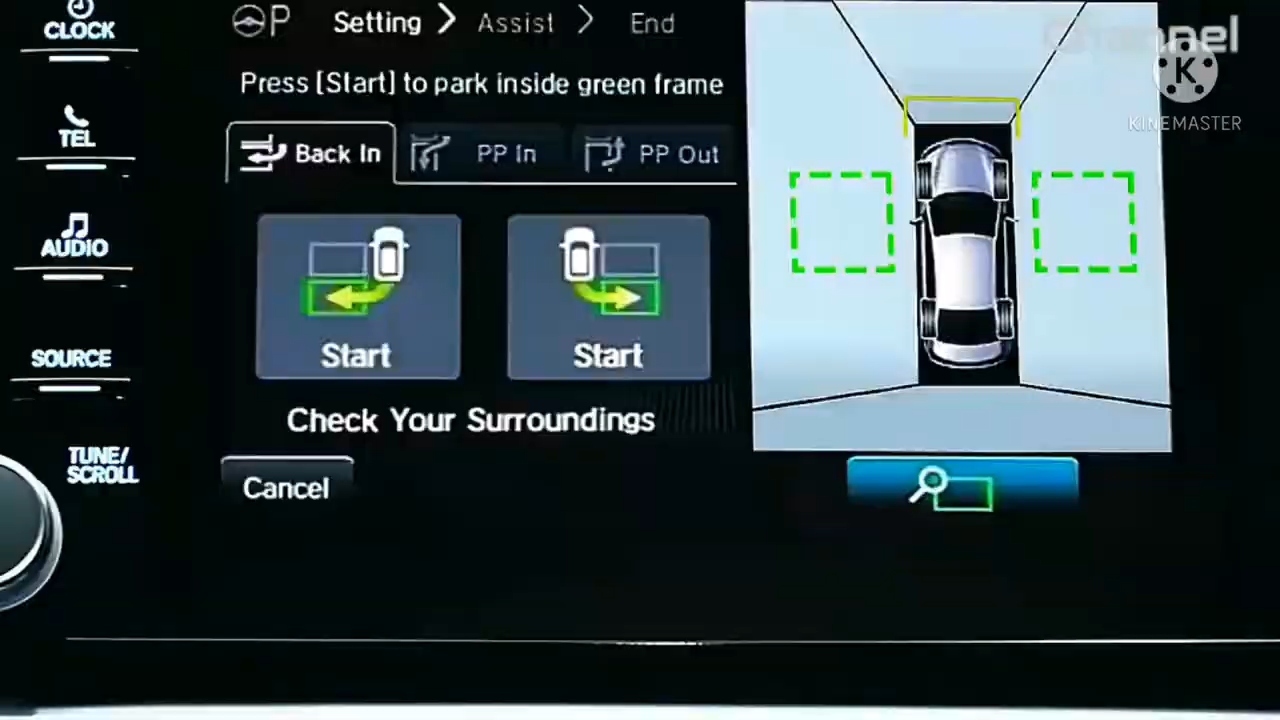 CLOCK
TEL
AUDIO
SOURCE
TUNE/
SCROLL
P Setting > Assist > End
Press [Start] to park inside green frame
Back In PP In PP Out
Start Start
Check Your Surroundings
Cancel
Channel
K
KINEMASTER